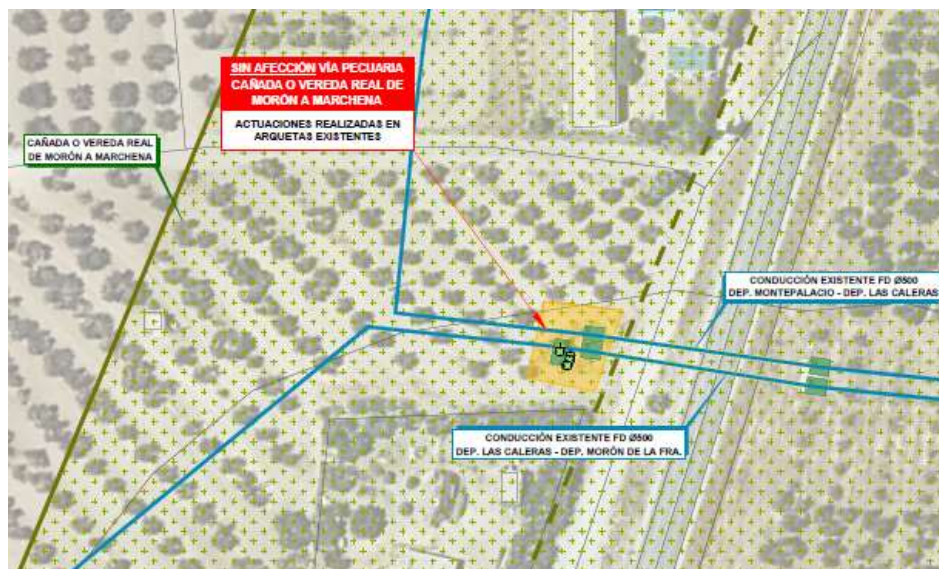 SIN AFECCIÓN VÍA PECUARIA
CAÑADA O VEREDA REAL DE
MORÓN A MARCHENA
ACTUACIONES REALIZADAS EN
ARQUETAS EXISTENTES
CAÑADA O VEREDA REAL
DE MORÓN A MARCHENA
CONDUCCIÓN EXISTENTE FD Ø500
DEP. MONTEPALACIO - DEP. LAS CALERAS
CONDUCCIÓN EXISTENTE FD Ø500
DEP. LAS CALERAS - DEP. MORÓN DE LA FRA.